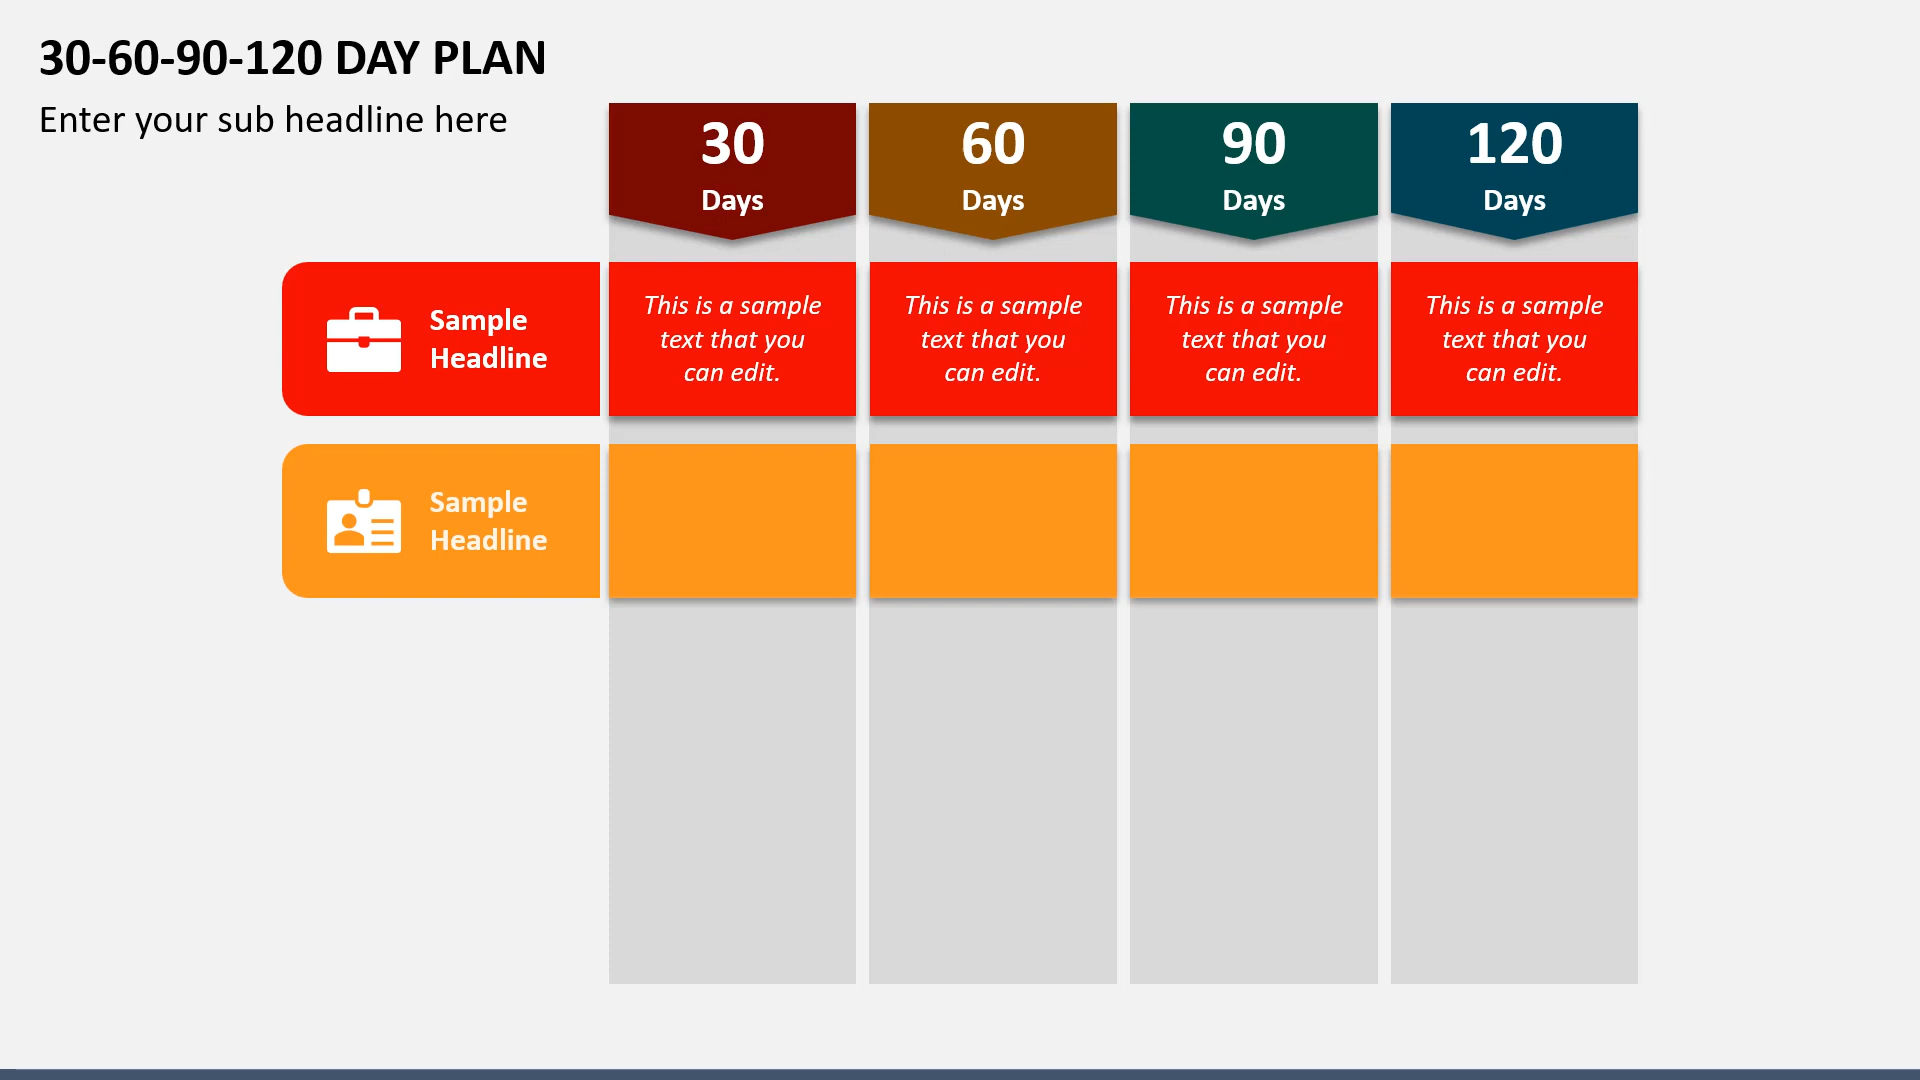 30-60-90-120 DAY PLAN
Enter your sub headline here
30
Days
60
Days
90
Days
120
Days
Sample
Headline
This is a sample
text that you
can edit.
This is a sample
text that you
can edit.
This is a sample
text that you
can edit.
This is a sample
text that you
can edit.
Sample
Headline